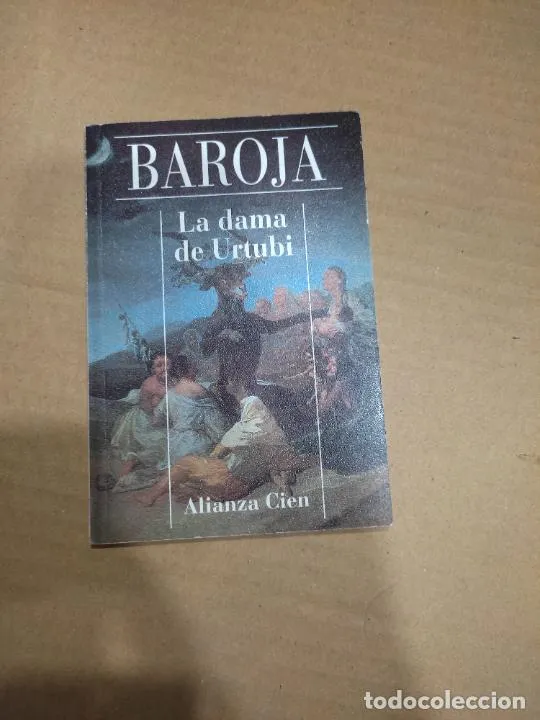 BAROJA
La dama
de Urtubi
Alianza Cien
todocoleccion